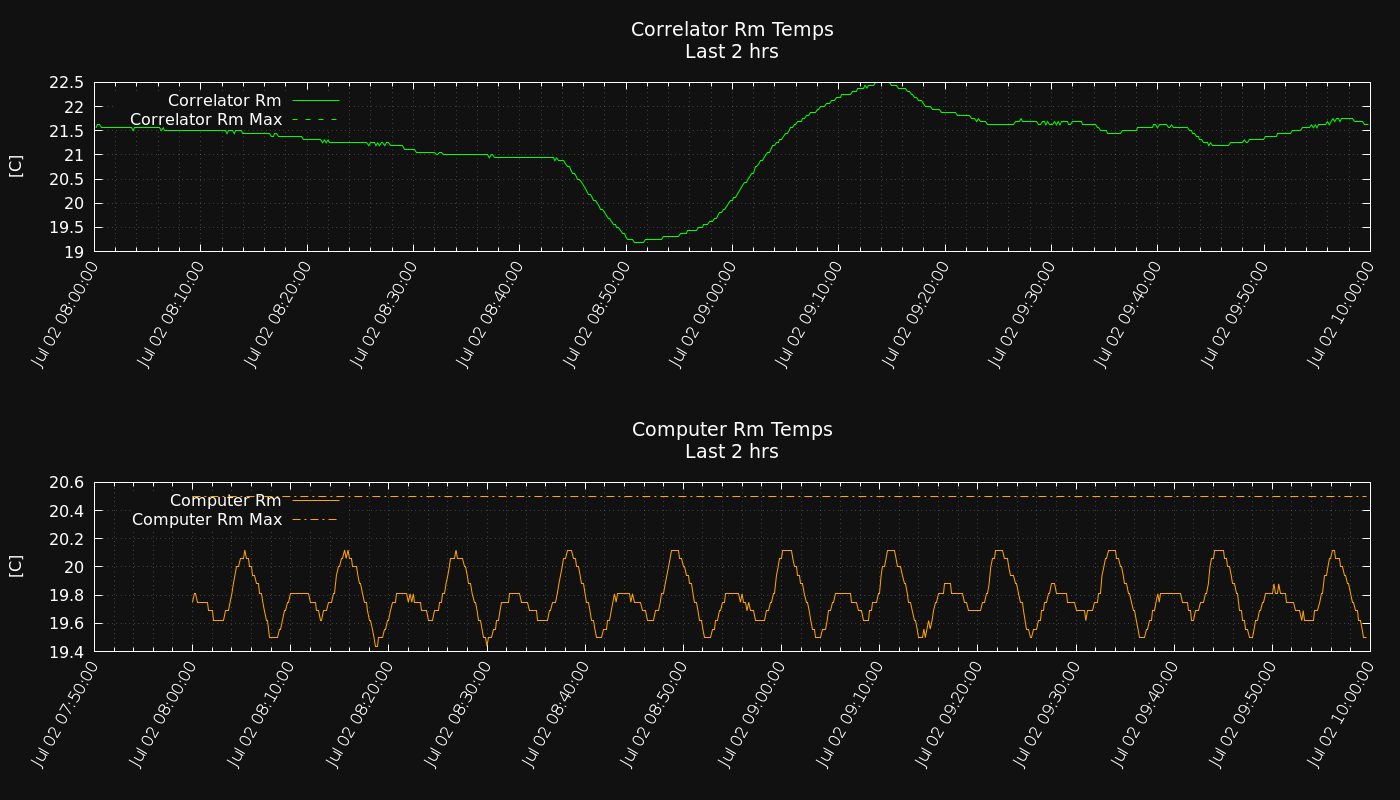 Correlator Rm Temps
Last 2 hrs
22.5
22
21.5
21
20.5
20
19.5
19
[C]
Correlator Rm
Correlator Rm Max
Jul 02 08:00:00
Jul 02 08:10:00
Jul 02 08:20:00
Jul 02 08:30:00
Jul 02 08:40:00
Jul 02 08:50:00
Jul 02 09:00:00
Jul 02 09:10:00
Jul 02 09:20:00
Jul 02 09:30:00
Jul 02 09:40:00
Jul 02 09:50:00
Jul 02 10:00:00
Computer Rm Temps
Last 2 hrs
20.6
20.4
20.2
20
19.8
19.6
19.4
[C]
Computer Rm
Computer Rm Max
Jul 02 07:50:00
Jul 02 08:00:00
Jul 02 08:10:00
Jul 02 08:20:00
Jul 02 08:30:00
Jul 02 08:40:00
Jul 02 08:50:00
Jul 02 09:00:00
Jul 02 09:10:00
Jul 02 09:20:00
Jul 02 09:30:00
Jul 02 09:40:00
Jul 02 09:50:00
Jul 02 10:00:00